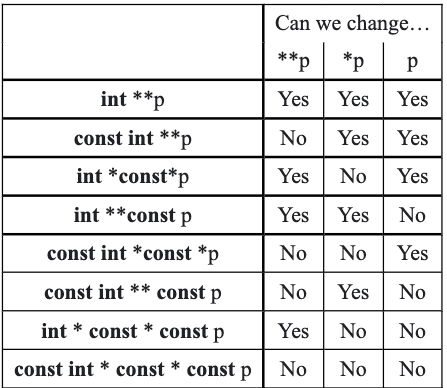 Can we change…
**p *p p
int **p Yes Yes Yes
const int **p No Yes Yes
int *const*p Yes No Yes
int **const p Yes Yes No
const int *const *p No No Yes
const int ** const p No Yes No
int * const * const p Yes No No
const int * const * const p No No No